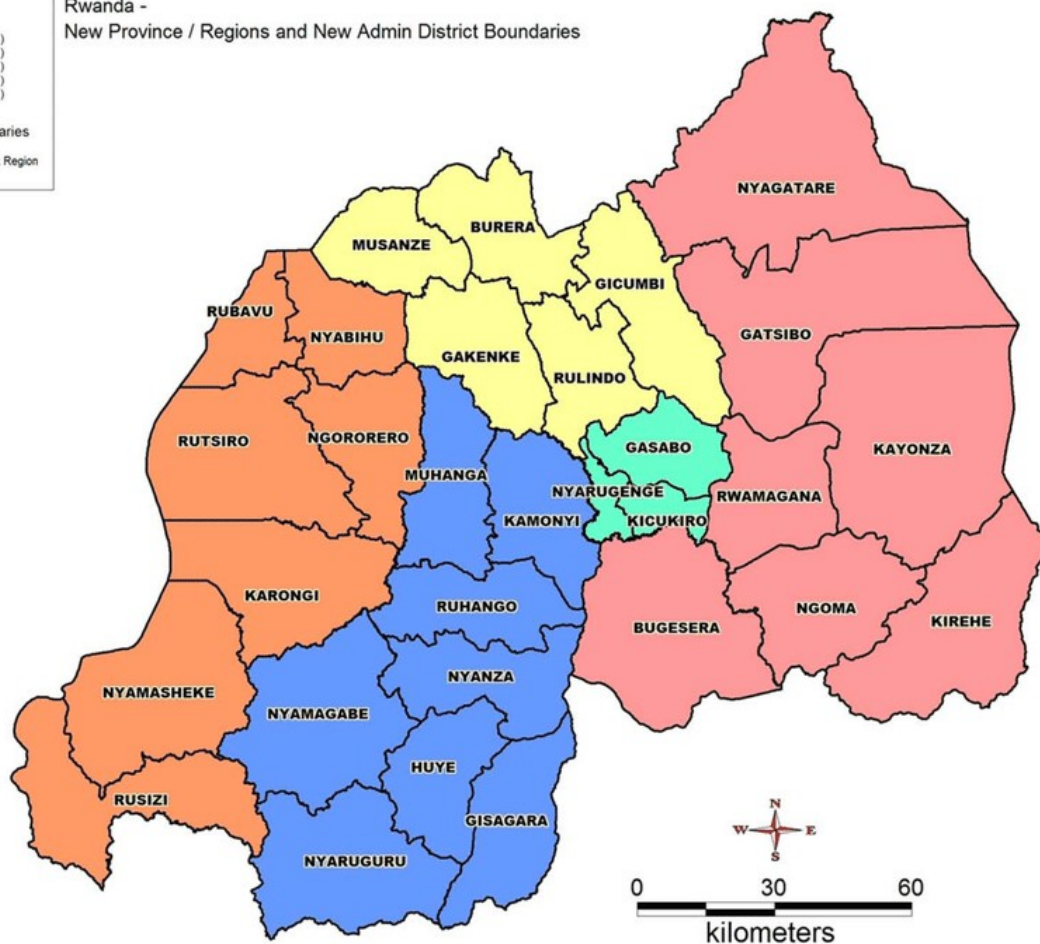 Rwanda -
New Province / Regions and New Admin District Boundaries
)
)
)
)
)
Region
NYAGATARE
BURERA
MUSANZE
GICUMBI
RUBAVU
NYABIHU
GATSIBO
GAKENKE
RULINDO
RUTSIRO
NGORORERO
GASABO
KAYONZA
MUHANGA
NYARUGENGE
RWAMAGANA
KAMONYI
KICUKIRO
KARONGI
RUHANGO
NGOMA
BUGESERA
KIREHE
NYANZA
NYAMASHEKE
NYAMAGABE
HUYE
RUSIZI
GISAGARA
NYARUGURU
N
W E
S
0 30 60
kilometers